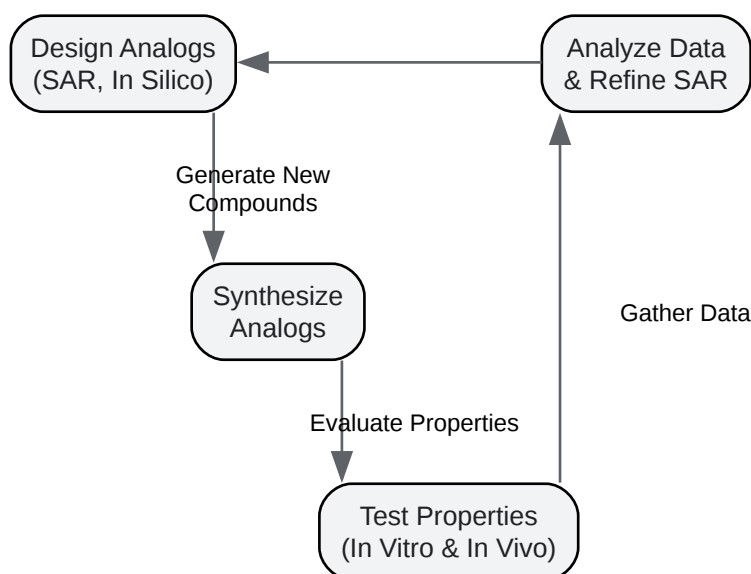 Design Analogs
(SAR, In Silico)
Analyze Data
& Refine SAR
Generate New
Compounds
Synthesize
Analogs
Gather Data
Evaluate Properties
Test Properties
(In Vitro & In Vivo)